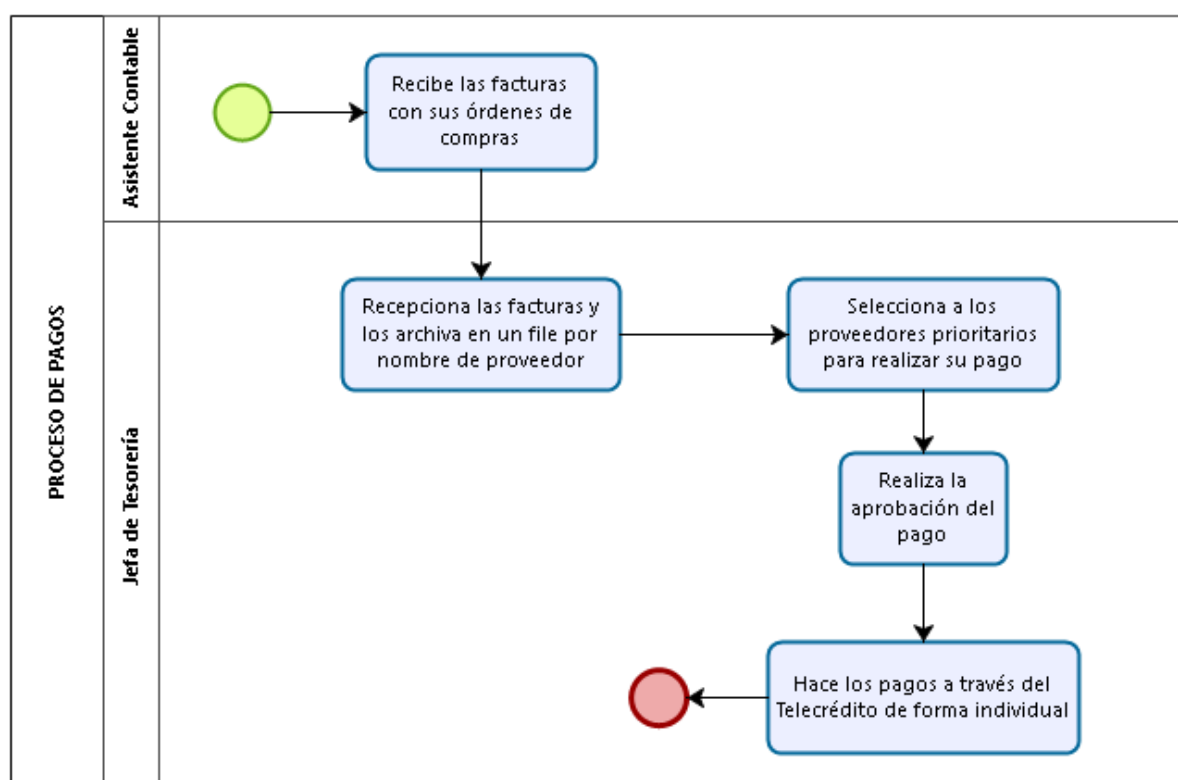 PROCESO DE PAGOS
Asistente Contable
Recibe las facturas
con sus órdenes de
compras
Jefa de Tesorería
Recepciona las facturas y
los archiva en un file por
nombre de proveedor
Selecciona a los
proveedores prioritarios
para realizar su pago
Realiza la
aprobación del
pago
Hace los pagos a través del
Telecrédito de forma individual